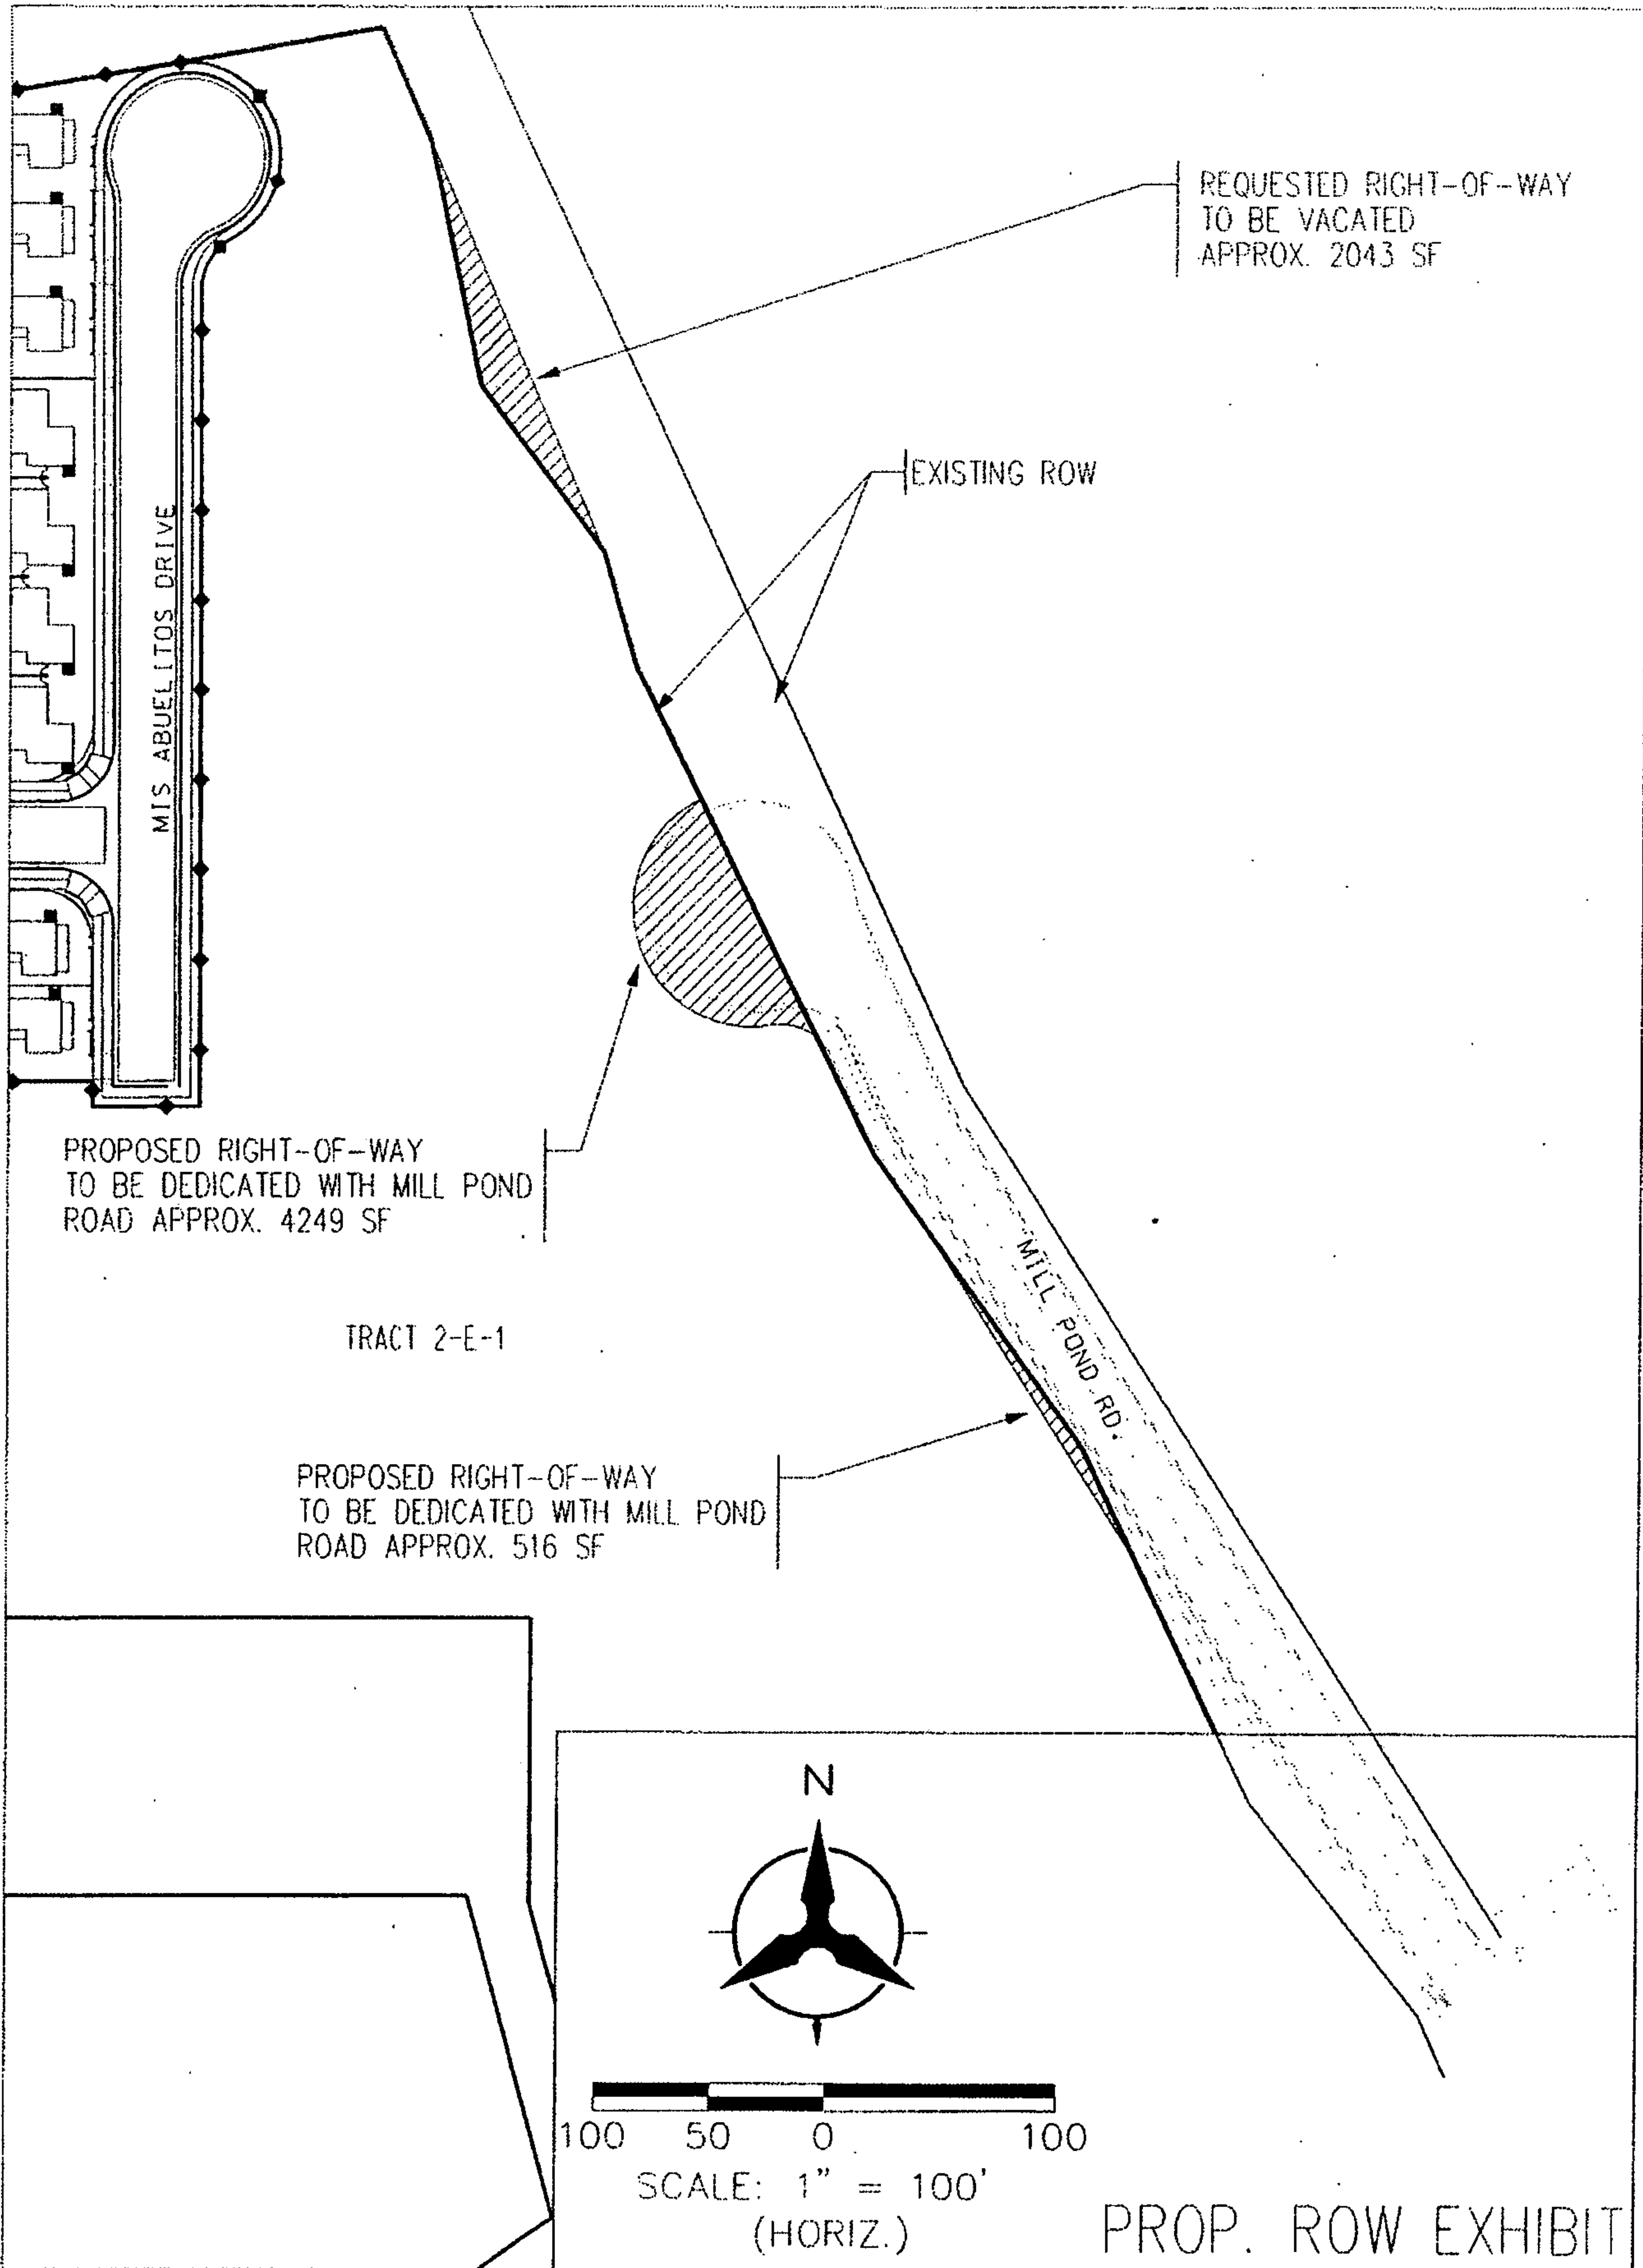 REQUESTED RIGHT-OF-WAY
TO BE VACATED
APPROX. 2043 SF
EXISTING ROW
MIS ABUELITOS DRIVE
PROPOSED RIGHT-OF-WAY
TO BE DEDICATED WITH MILL POND
ROAD APPROX. 4249 SF
MILL POND RD.
TRACT 2-E-1
PROPOSED RIGHT-OF-WAY
TO BE DEDICATED WITH MILL POND
ROAD APPROX. 516 SF
N
100 50 0 100
SCALE: 1" = 100'
(HORIZ.)
PROP. ROW EXHIBIT